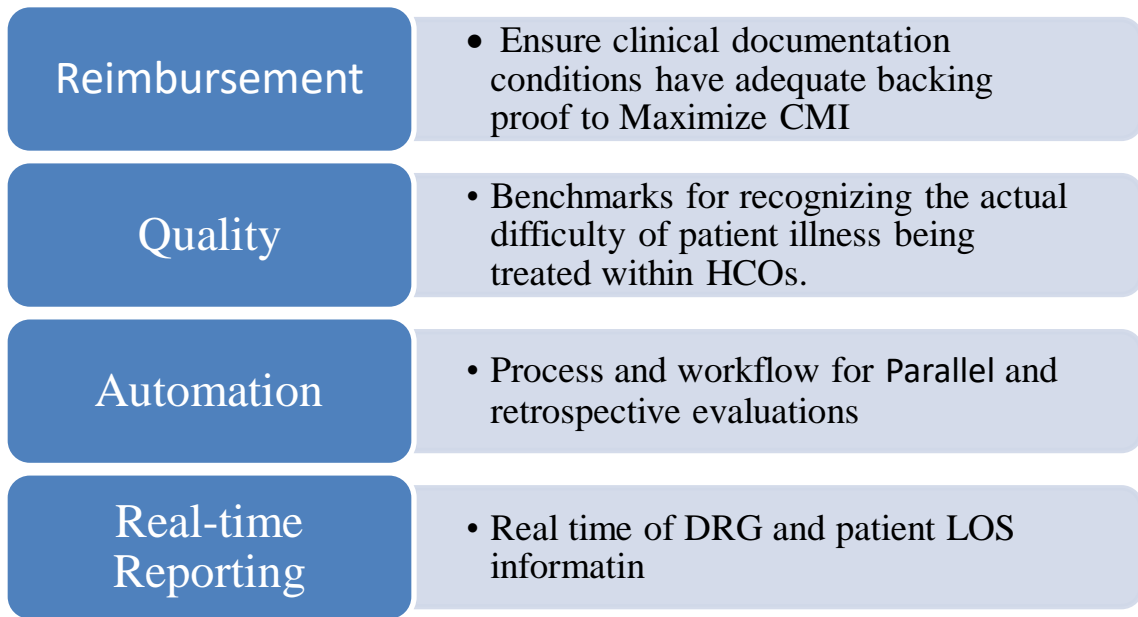 Reimbursement
• Ensure clinical documentation
conditions have adequate backing
proof to Maximize CMI
Quality
• Benchmarks for recognizing the actual
difficulty of patient illness being
treated within HCOs.
Automation
• Process and workflow for Parallel and
retrospective evaluations
Real-time
Reporting
• Real time of DRG and patient LOS
informatin